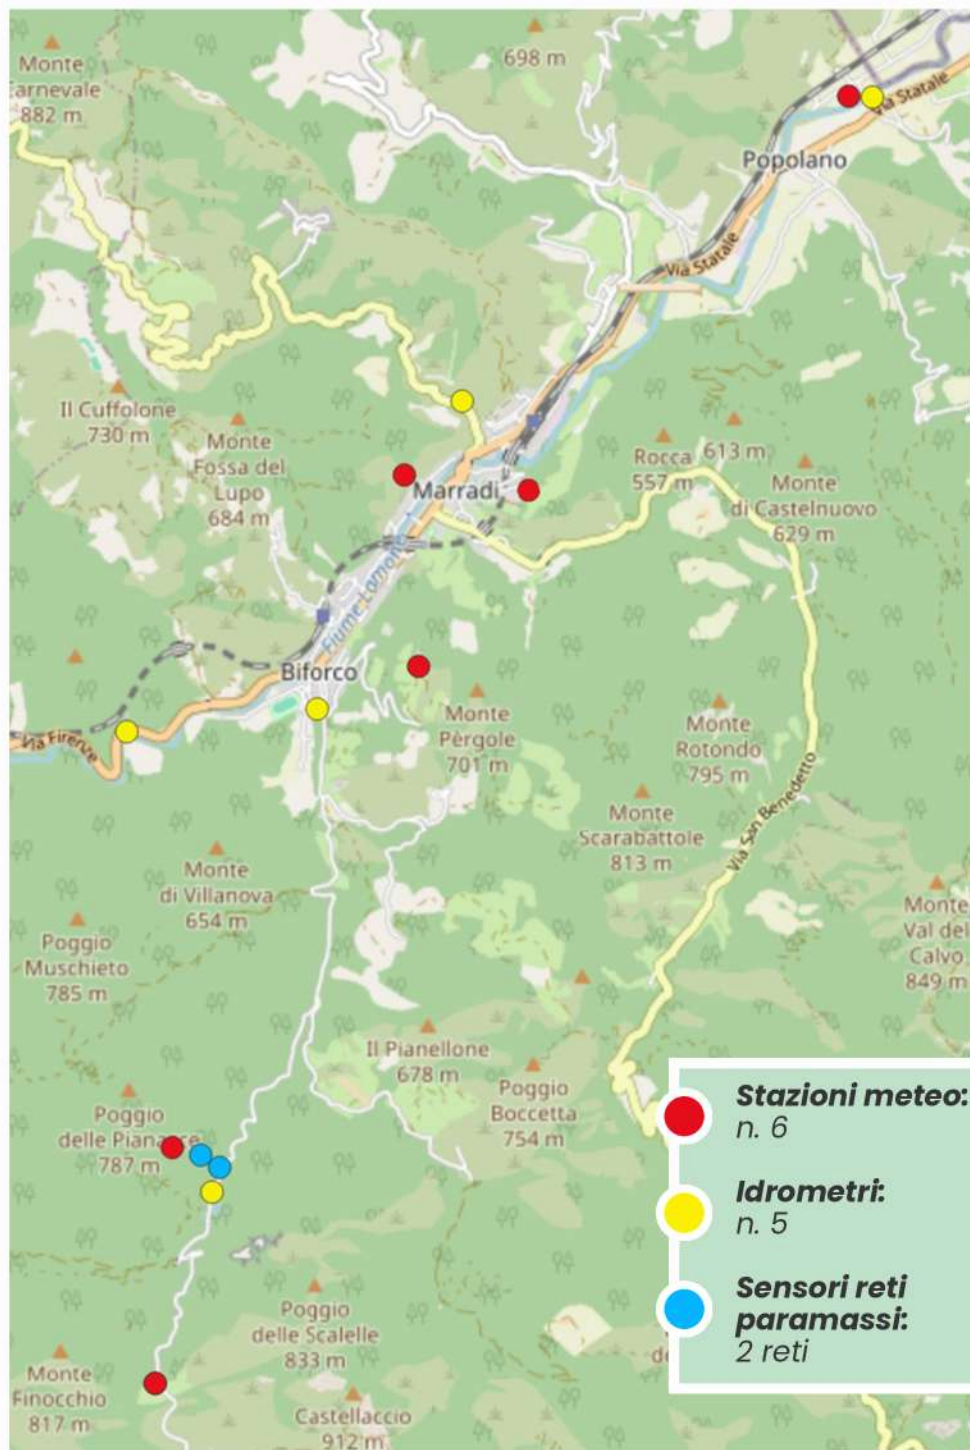 Monte
Carnevale
882 m
698 m
Via Statale
Popolano
Via Statale
Il Cuffolone
730 m
Monte
Fossa del
Lupo
684 m
Rocca
557 m
613 m
Monte
di Castelnuovo
629 m
Marradi
Fiume Lamone
Biforco
Via Firenze
Monte
Pèrgole
701 m
Monte
Rotondo
795 m
Monte
Scarabattole
813 m
Via San Benedetto
Monte
di Villanova
654 m
Poggio
Muschieto
785 m
Monte
Val del
Calvo
849 m
Il Pianellone
678 m
Poggio
Boccetta
754 m
Poggio
delle Pianacce
787 m
Poggio
delle Scalelle
833 m
Monte
Finocchio
817 m
Castellaccio
912 m
Stazioni meteo:
n. 6
Idrometri:
n. 5
Sensori reti
paramassi:
2 reti